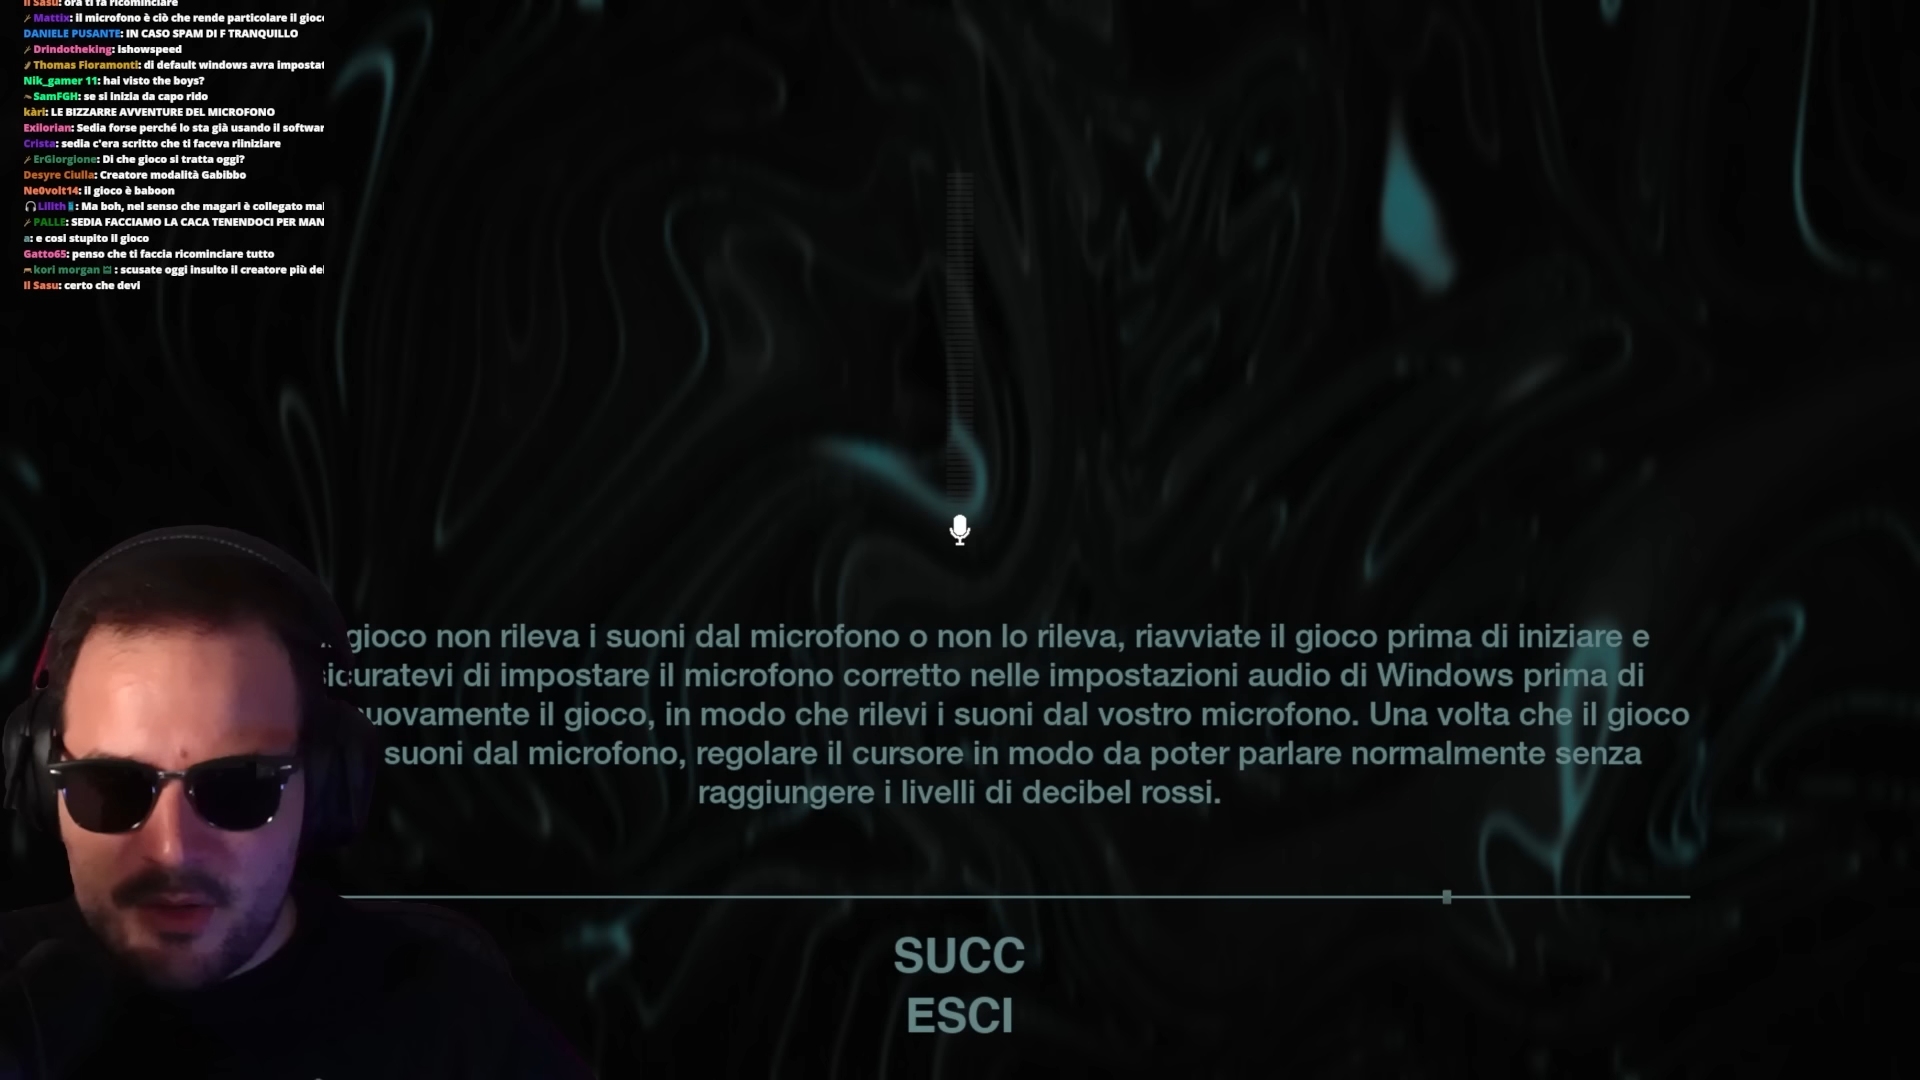 Il Sasu: ora ti fa ricominciare
Mattix: il microfono è ciò che rende particolare il gioco
DANIELE PUSANTE: IN CASO SPAM DI F TRANQUILLO
Drindotheking: ishowspeed
Thomas Fioramonti: di default windows avra impostat
Nik_gamer 11: hai visto the boys?
SamFGH: se si inizia da capo rido
kàri: LE BIZZARRE AVVENTURE DEL MICROFONO
Exilorian: Sedia forse perché lo sta già usando il softwar
Crista: sedia c'era scritto che ti faceva riiniziare
ErGiorgione: Di che gioco si tratta oggi?
Desyre Ciulla: Creatore modalità Gabibbo
Ne0volt14: il gioco è baboon
Lilith: Ma boh, nel senso che magari è collegato mal
PALLE: SEDIA FACCIAMO LA CACA TENENDOCI PER MAN
a: e cosi stupito il gioco
Gatto65: penso che ti faccia ricominciare tutto
kori morgan: scusate oggi insulto il creatore più de
Il Sasu: certo che devi
gioco non rileva i suoni dal microfono o non lo rileva, riavviate il gioco prima di iniziare e
sicuratevi di impostare il microfono corretto nelle impostazioni audio di Windows prima di
uovamente il gioco, in modo che rilevi i suoni dal vostro microfono. Una volta che il gioco
suoni dal microfono, regolare il cursore in modo da poter parlare normalmente senza
raggiungere i livelli di decibel rossi.
SUCC
ESCI